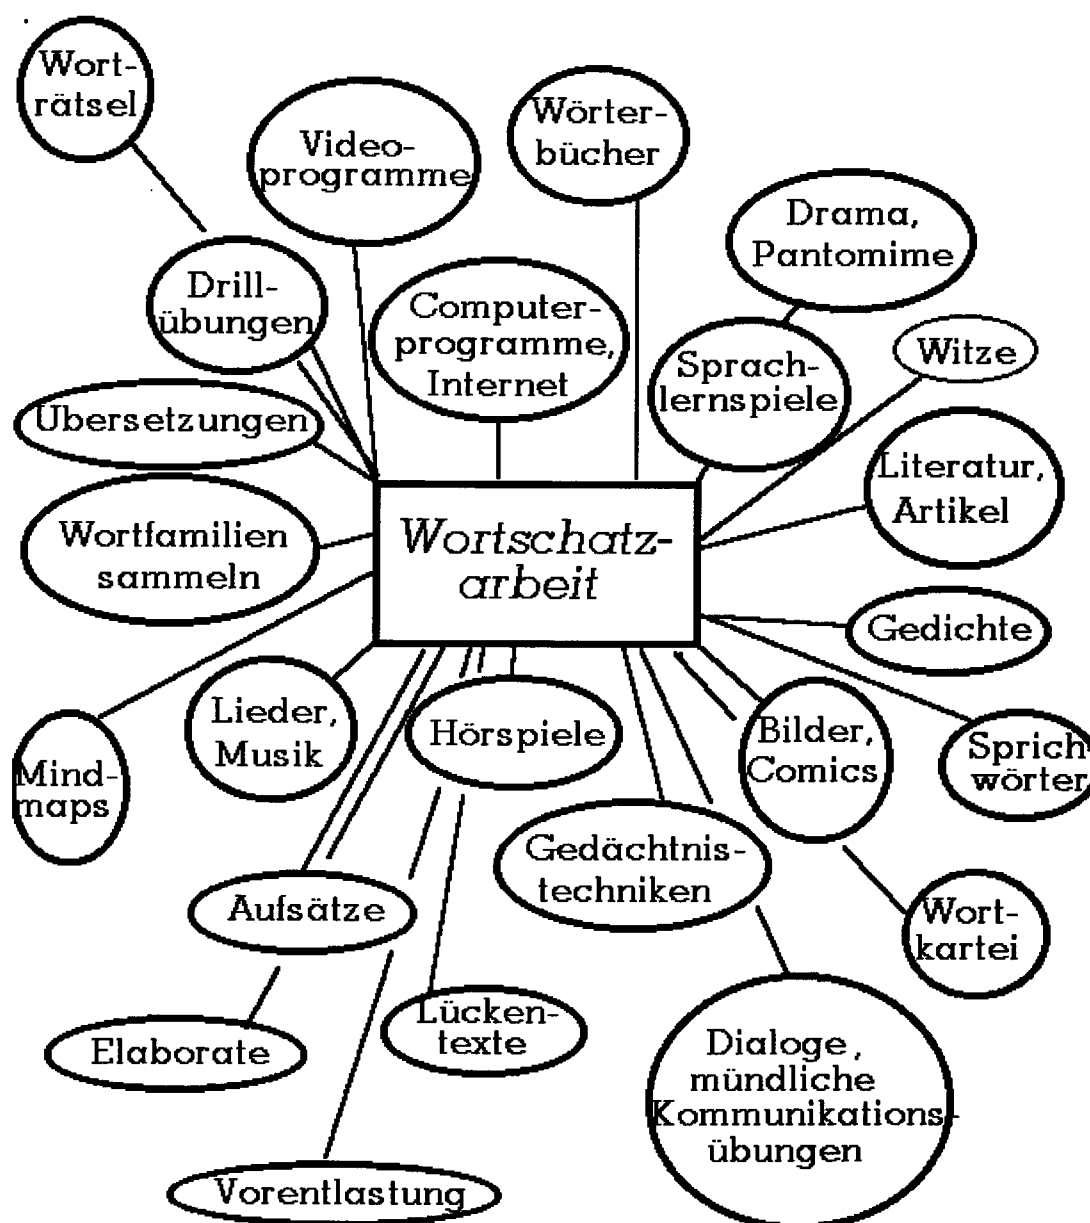 Wort-
rätsel
Video-
programme
Wörter-
bücher
Drama,
Pantomime
Drill-
übungen
Computer-
programme,
Internet
Sprach-
lernspiele
Witze
Übersetzungen
Literatur,
Artikel
Wortfamilien
sammeln
Wortschatz-
arbeit
Gedichte
Lieder,
Musik
Hörspiele
Bilder,
Comics
Sprich
wörter
Mind-
maps
Gedächtnis-
techniken
Aufsätze
Wort-
kartei
Elaborate
Lücken-
texte
Dialoge,
mündliche
Kommunikations-
übungen
Vorentlastung